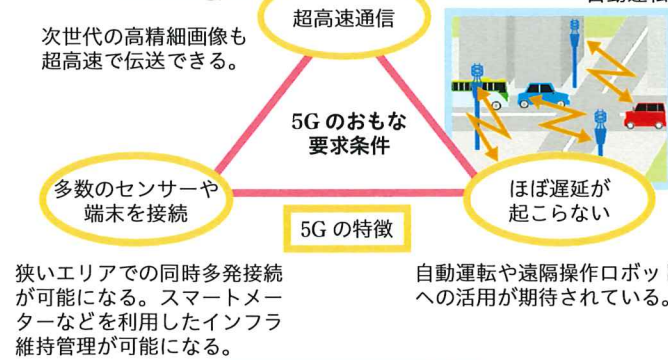 超高速通信
次世代の高精細画像も
超高速で伝送できる。
5Gのおもな
要求条件
多数のセンサーや
端末を接続
ほぼ遅延が
起こらない
5Gの特徴
狭いエリアでの同時多発接続
が可能になる。スマートメー
ターなどを利用したインフラ
維持管理が可能になる。
自動運転や遠隔操作ロボッ
への活用が期待されている。